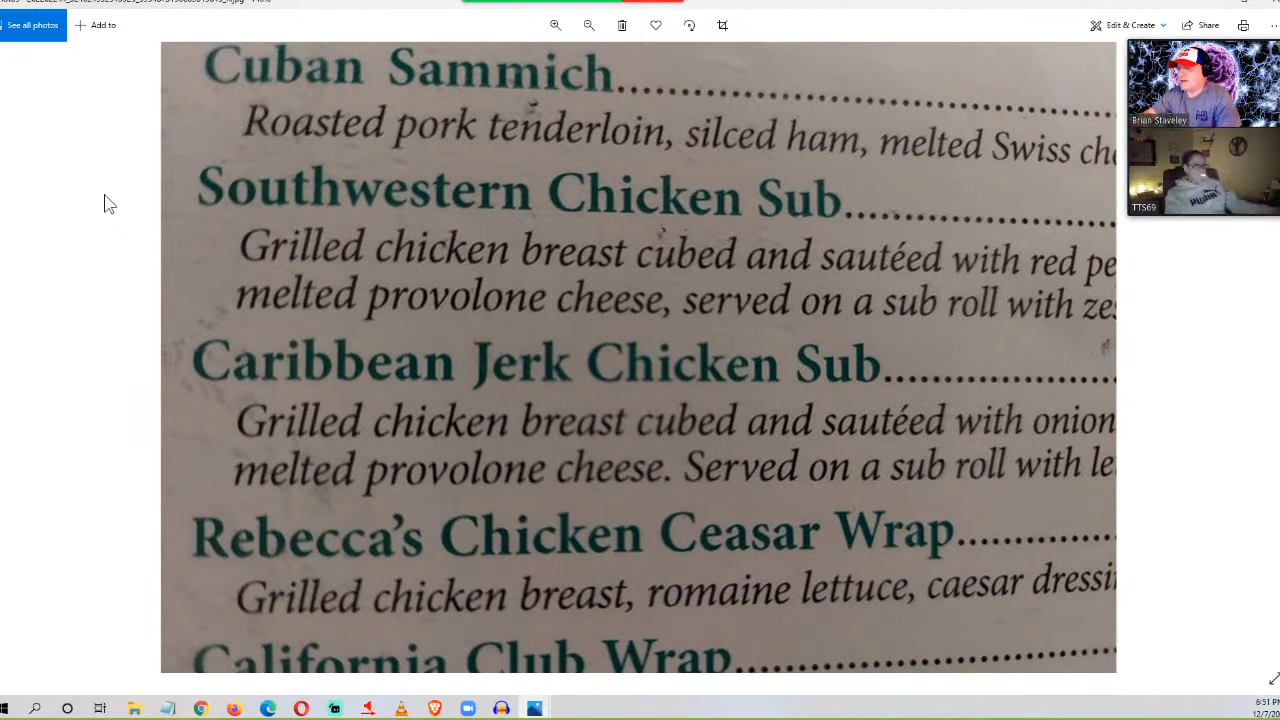 See all photos
Add to
Edit & Create
Share
Cuban Sammich
Roasted pork tenderloin, silced ham, melted Swiss
Southwestern Chicken Sub
Grilled chicken breast cubed and sautéed with red
melted provolone cheese, served on a sub roll with
Caribbean Jerk Chicken Sub
Grilled chicken breast cubed and sautéed with onion
melted provolone cheese. Served on a sub roll with
Rebecca's Chicken Ceasar Wrap
Grilled chicken breast, romaine lettuce, caesar
California Club Wrap
Brian Staveley
TTS69
6:51